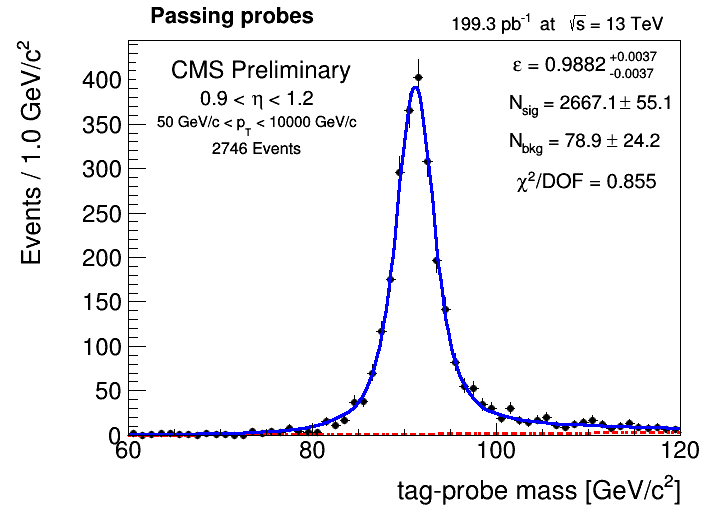 Passing probes
199.3 pb⁻¹ at √s = 13 TeV
CMS Preliminary
0.9 < η < 1.2
50 GeV/c < p_T < 10000 GeV/c
2746 Events
ε = 0.9882 +0.0037 -0.0037
N_sig = 2667.1 ± 55.1
N_bkg = 78.9 ± 24.2
χ²/DOF = 0.855
Events / 1.0 GeV/c²
400
350
300
250
200
150
100
50
0
60 80 100 120
tag-probe mass [GeV/c²]